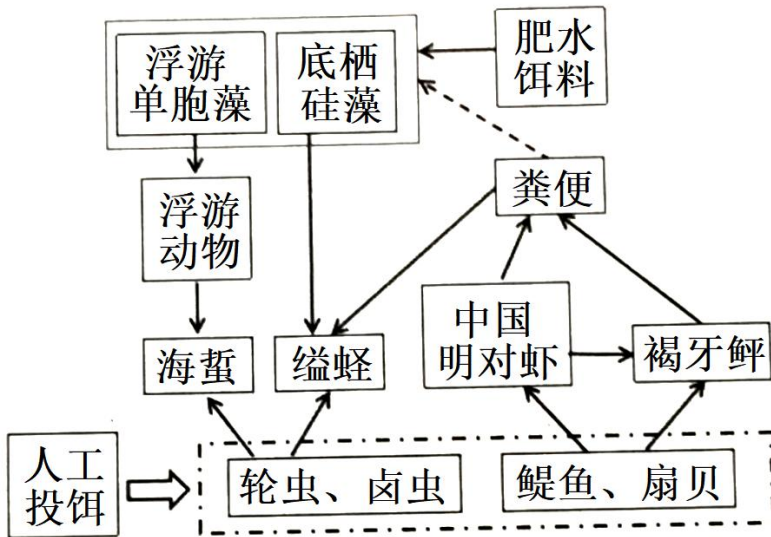 浮游
单胞藻
底栖
硅藻
肥水
饵料
浮游
动物
粪便
海蜇
缢蛏
中国
明对虾
褐牙鲆
人工
投饵
轮虫、卤虫
鳀鱼、扇贝